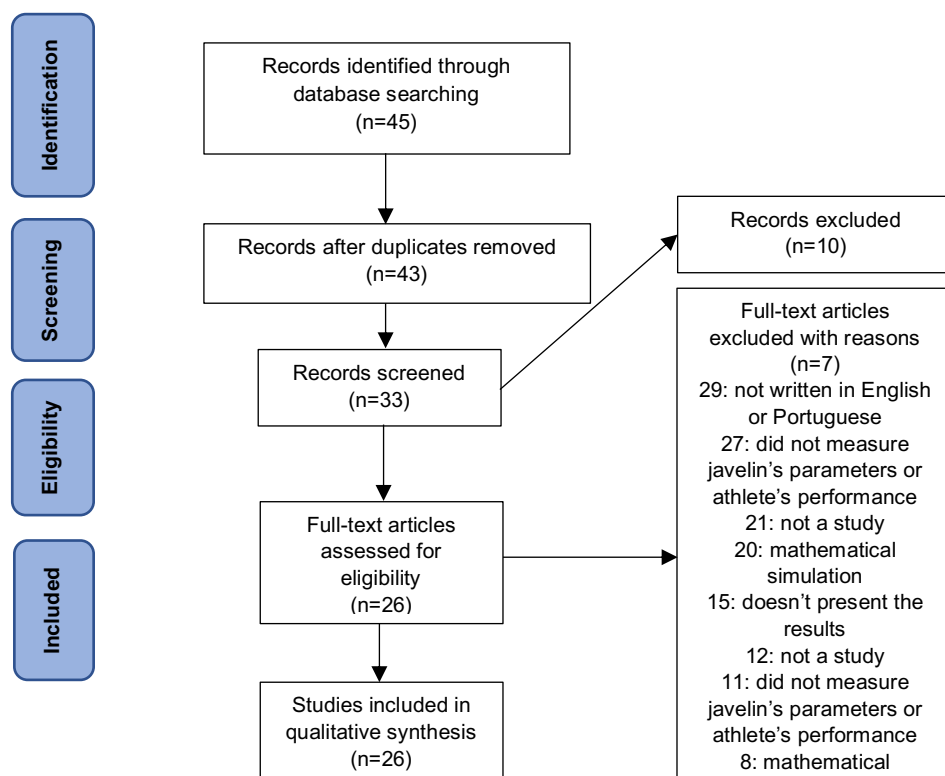 Identification
Records identified through
database searching
(n=45)
Records excluded
(n=10)
Screening
Records after duplicates removed
(n=43)
Records screened
(n=33)
Full-text articles
excluded with reasons
(n=7)
29: not written in English
or Portuguese
27: did not measure
javelin's parameters or
athlete's performance
21: not a study
20: mathematical
simulation
15: doesn't present the
results
12: not a study
11: did not measure
javelin's parameters or
athlete's performance
8: mathematical
Eligibility
Full-text articles
assessed for
eligibility
(n=26)
Included
Studies included in
qualitative synthesis
(n=26)